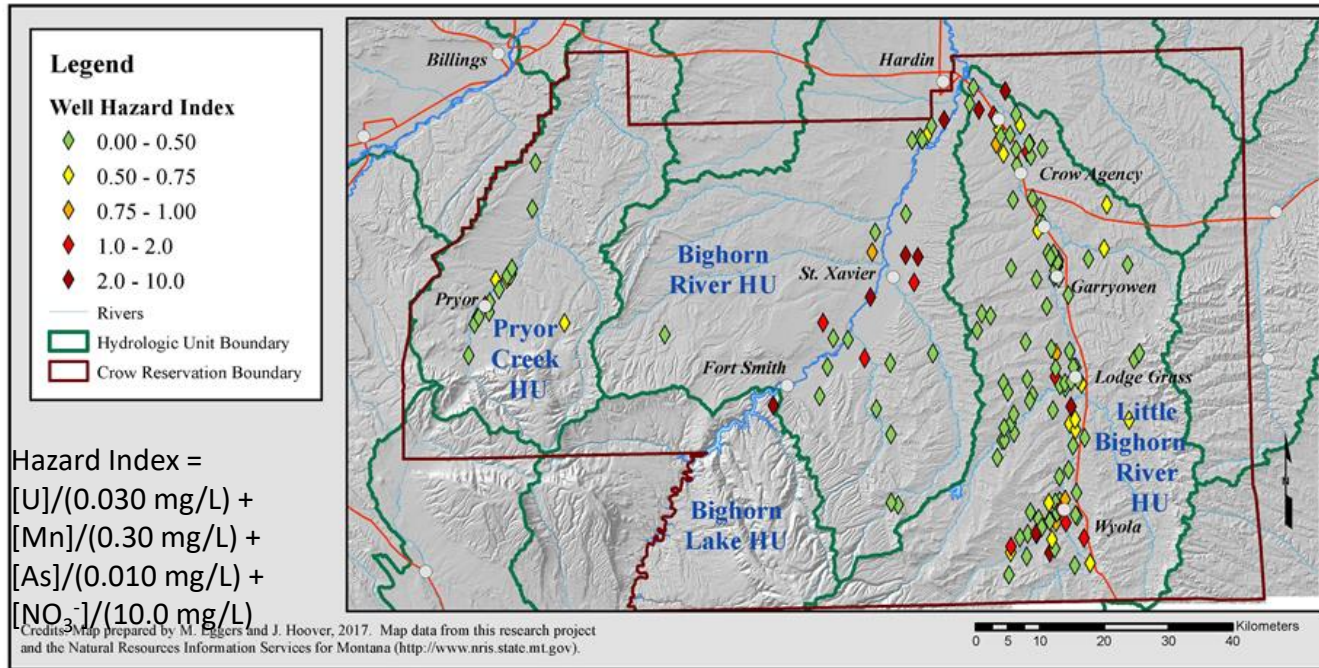 Legend
Well Hazard Index
0.00 - 0.50
0.50 - 0.75
0.75 - 1.00
1.0 - 2.0
2.0 - 10.0
Rivers
Hydrologic Unit Boundary
Crow Reservation Boundary
Hazard Index =
[U]/(0.030 mg/L) +
[Mn]/(0.30 mg/L) +
[As]/(0.010 mg/L) +
[NO₃⁻]/(10.0 mg/L)
Billings
Hardin
Crow Agency
Bighorn
River HU
St. Xavier
Garryowen
Pryor
Pryor
Creek
HU
Fort Smith
Lodge Grass
Little
Bighorn
River
HU
Bighorn
Lake HU
Wyola
N
Credits: Map prepared by M. Eggers and J. Hoover, 2017. Map data from this research project
and the Natural Resources Information Services for Montana (http://www.nris.state.mt.gov).
Kilometers
0 5 10 20 30 40